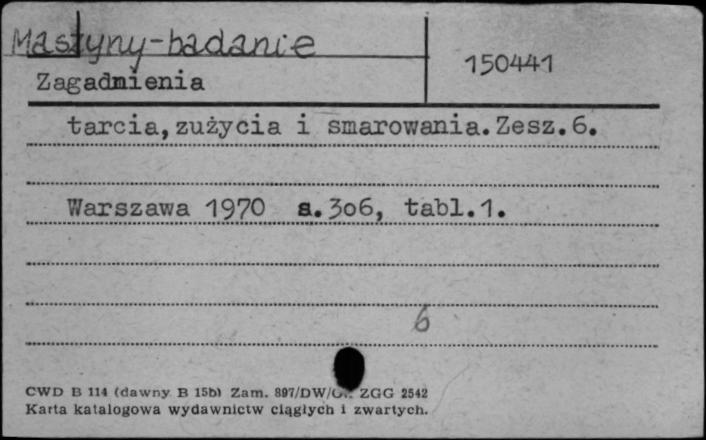 Mastyny-badanie
150441
Zagadnienia
tarcia, zużycia i smarowania. Zesz. 6.
Warszawa 1970 s. 306, tabl. 1.
6
CWD B 114 (dawny B 15b) Zam. 897/DW/ ZGG 2542
Karta katalogowa wydawnictw ciągłych i zwartych.